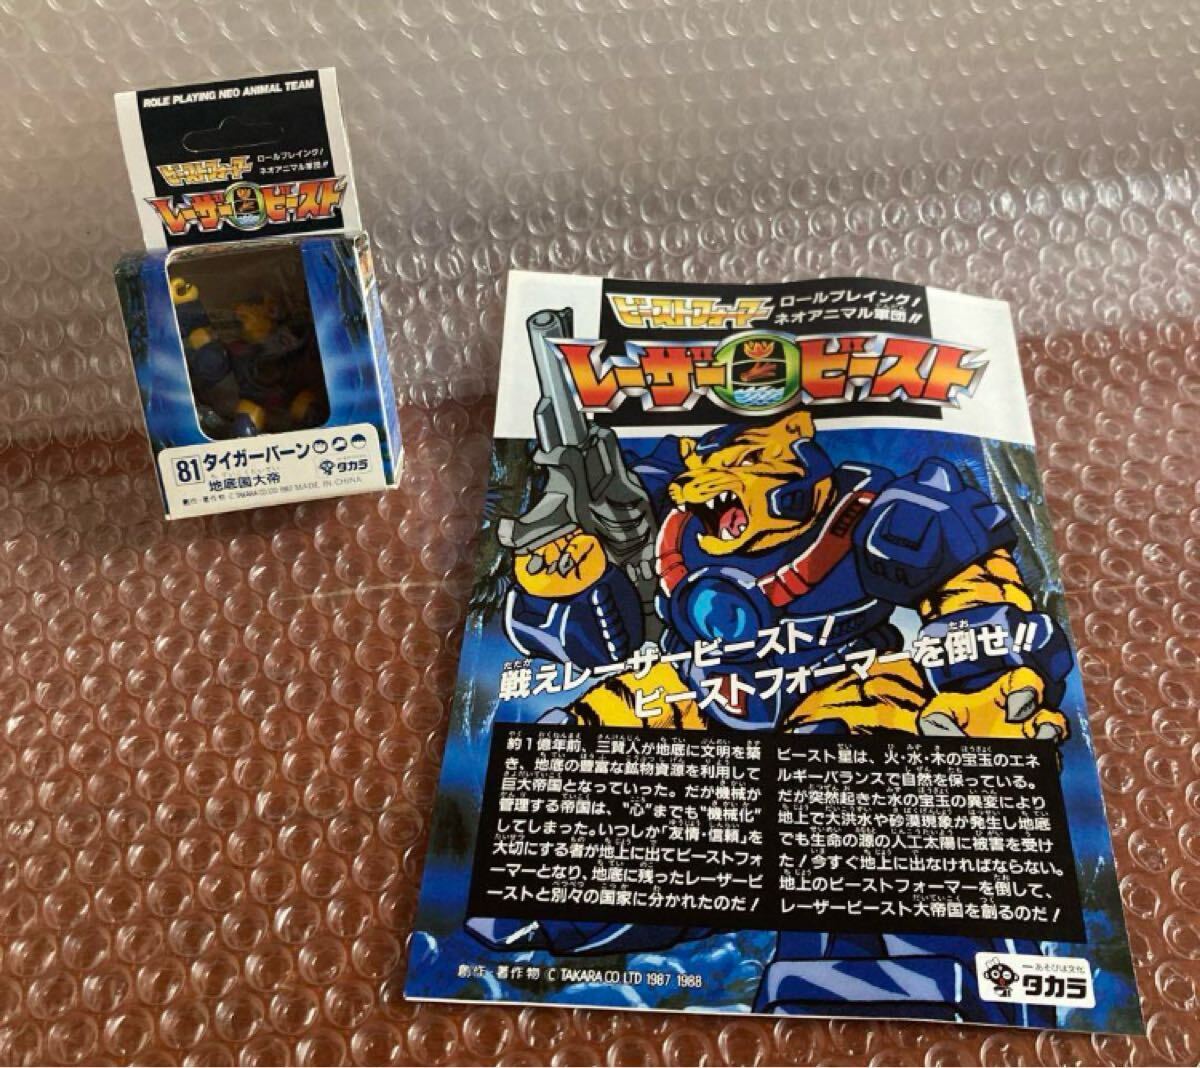 ROLE PLAYING NEO ANIMAL TEAM
ビーストフォーマー
ロールプレイング!
ネオアニマル軍団!!
レーザービースト
81 タイガーバーン
地底国大帝
タカラ
創作・著作物 © TAKARA CO.LTD 1987 MADE IN CHINA
ビーストフォーマー
ロールプレイング!
ネオアニマル軍団!!
レーザービースト
戦えレーザービースト!
ビーストフォーマーを倒せ!!
約1億年前、三賢人が地底に文明を築
き、地底の豊富な鉱物資源を利用して
巨大帝国となっていった。だが機械が
管理する帝国は、“心”までも“機械化”
してしまった。いつしか「友情・信頼」を
大切にする者が地上に出てビーストフォ
ーマーとなり、地底に残ったレーザービ
ーストと別々の国家に分かれたのだ!
ビースト星は、火・水・木の宝玉のエネ
ルギーバランスで自然を保っている。
だが突然起きた水の宝玉の異変により
地上で大洪水や砂漠現象が発生し地底
でも生命の源の人工太陽に被害を受け
た!今すぐ地上に出なければならない。
地上のビーストフォーマーを倒して、
レーザービースト大帝国を創るのだ!
創作・著作物 © TAKARA CO.LTD 1987 1988
あそびは文化
タカラ